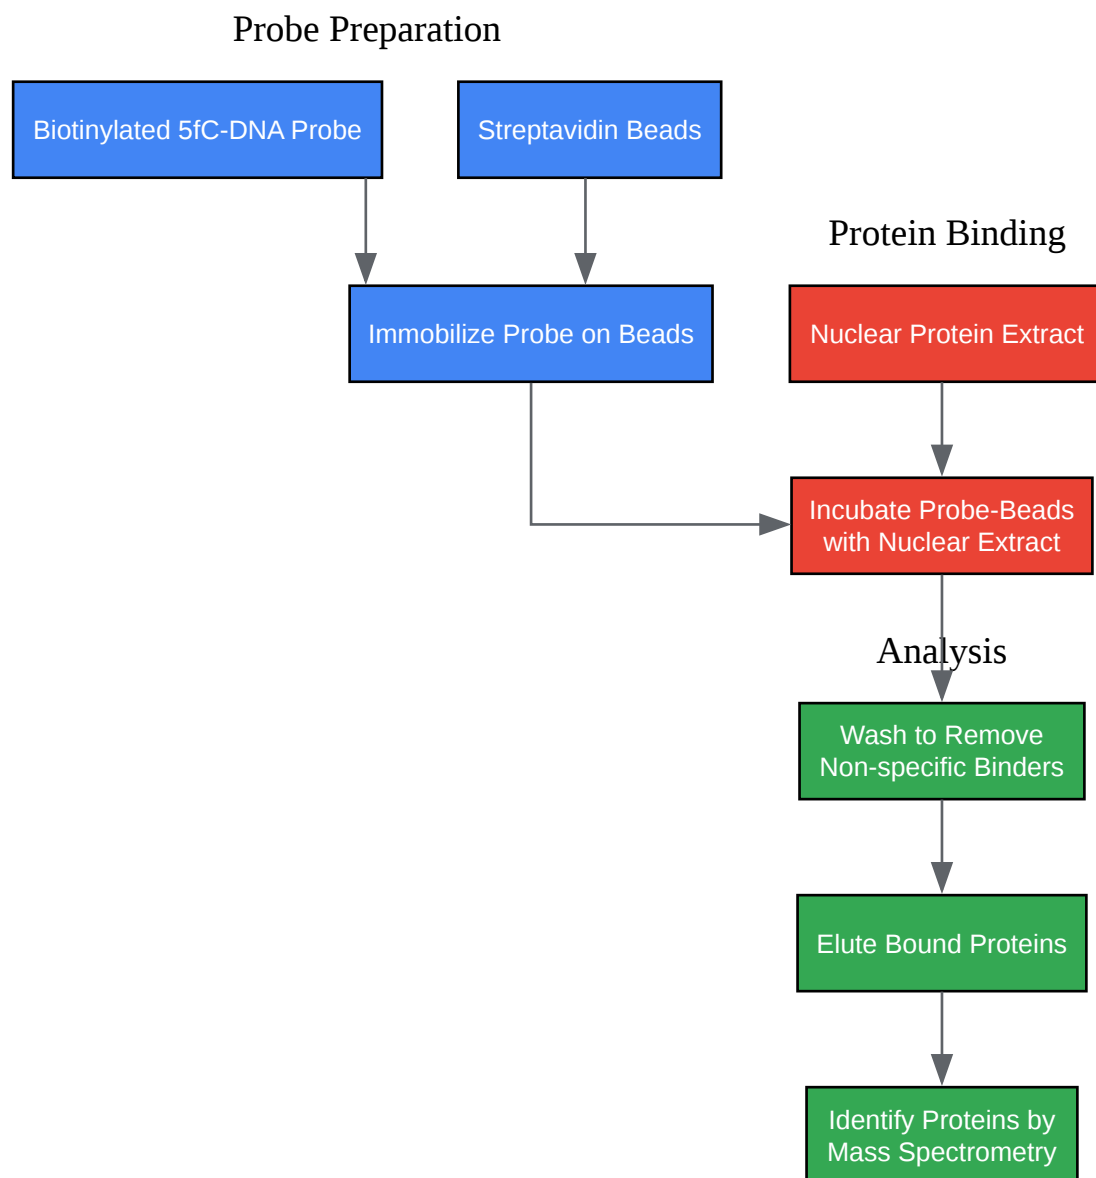 Probe Preparation
Biotinylated 5fC-DNA Probe
Streptavidin Beads
Protein Binding
Immobilize Probe on Beads
Nuclear Protein Extract
Incubate Probe-Beads
with Nuclear Extract
Analysis
Wash to Remove
Non-specific Binders
Elute Bound Proteins
Identify Proteins by
Mass Spectrometry